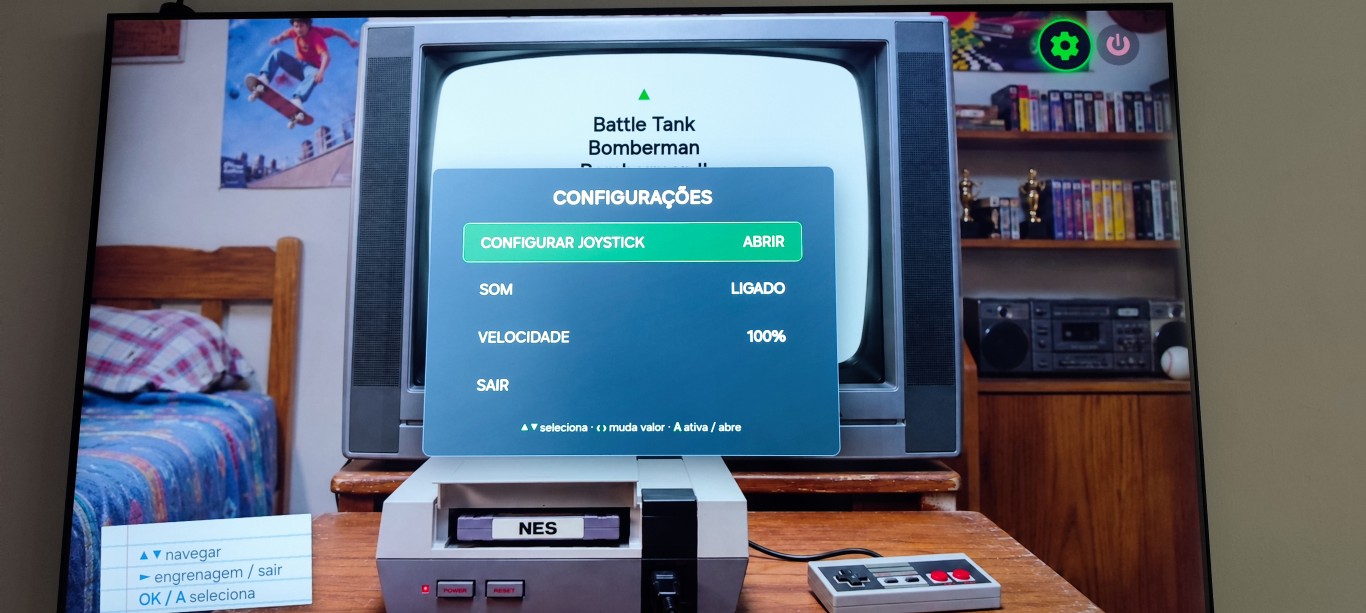 Battle Tank
Bomberman
CONFIGURAÇÕES
CONFIGURAR JOYSTICK ABRIR
SOM LIGADO
VELOCIDADE 100%
SAIR
▲▼ seleciona · ‹› muda valor · A ativa / abre
NES
POWER RESET
▲▼ navegar
► engrenagem / sair
OK / A seleciona